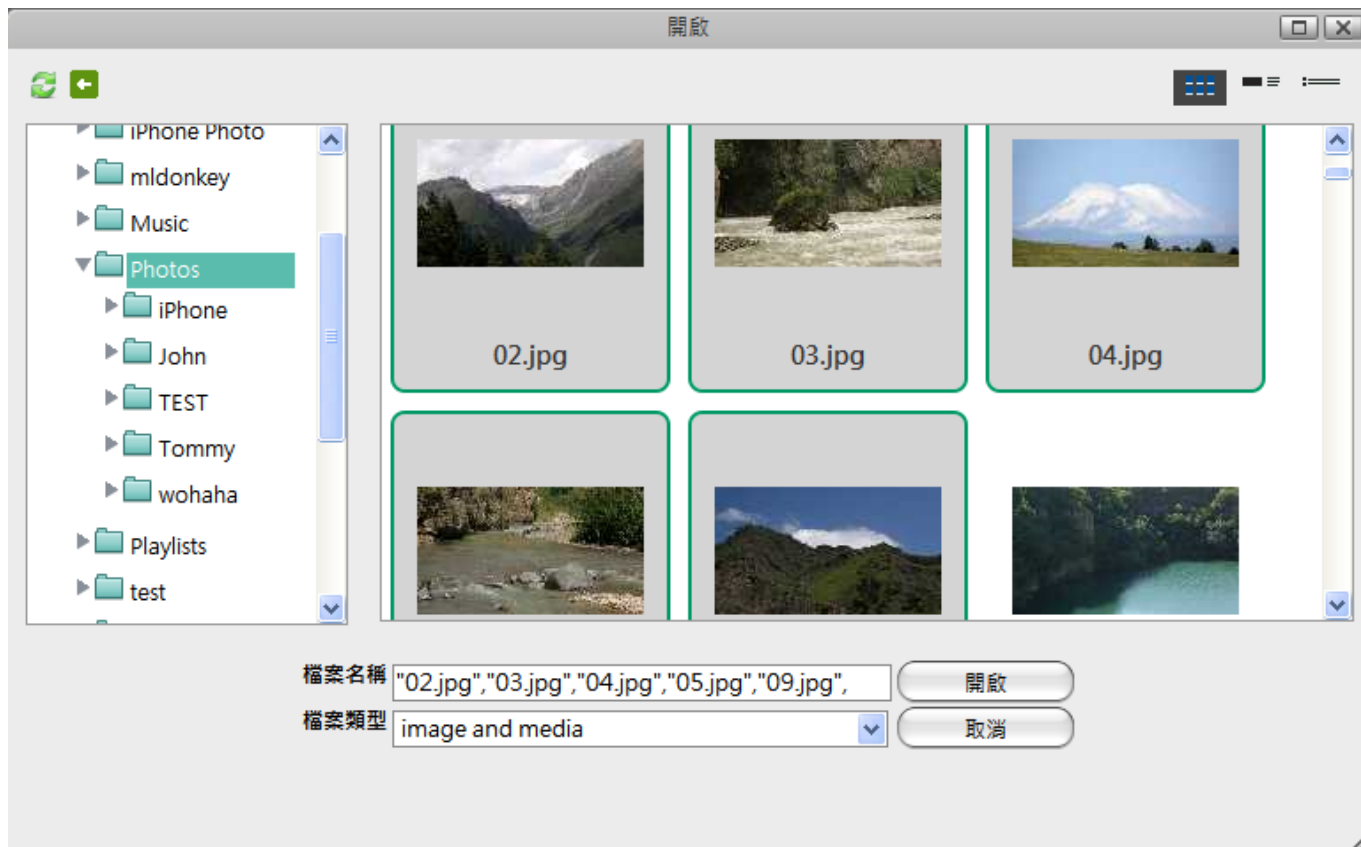 開啟
iPhone Photo
mldonkey
Music
Photos
iPhone
John
TEST
Tommy
wohaha
Playlists
test
02.jpg
03.jpg
04.jpg
檔案名稱 "02.jpg","03.jpg","04.jpg","05.jpg","09.jpg", 開啟
檔案類型 image and media 取消